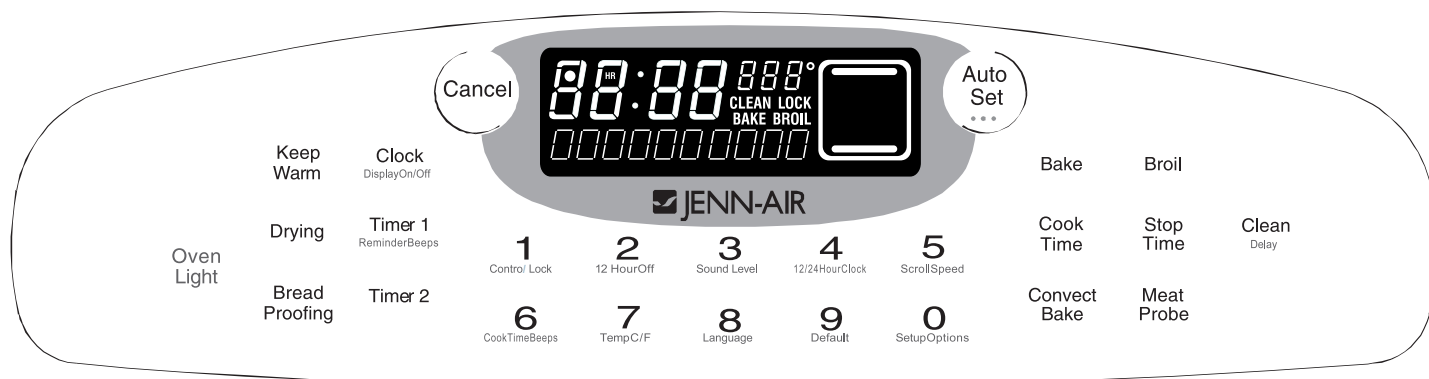 Cancel
88:88
HR
888°
CLEAN LOCK
BAKE BROIL
Auto
Set
JENN-AIR
Oven
Light
Keep
Warm
Clock
DisplayOn/Off
Drying
Timer 1
ReminderBeeps
Bread
Proofing
Timer 2
1
Control Lock
2
12 HourOff
3
Sound Level
4
12/24HourClock
5
ScrollSpeed
6
CookTimeBeeps
7
TempC/F
8
Language
9
Default
0
SetupOptions
Bake
Broil
Cook
Time
Stop
Time
Clean
Delay
Convect
Bake
Meat
Probe